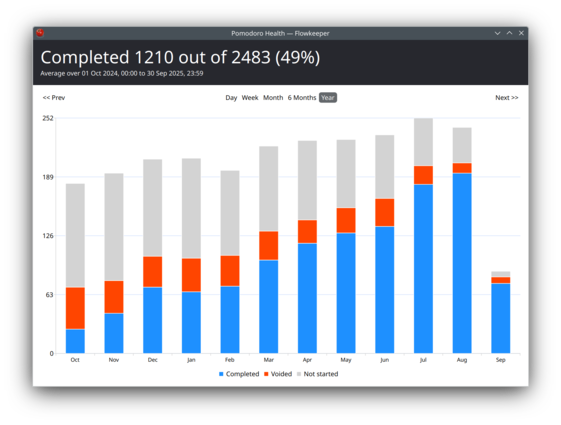 Pomodoro Health — Flowkeeper
Completed 1210 out of 2483 (49%)
Average over 01 Oct 2024, 00:00 to 30 Sep 2025, 23:59
<< Prev Day Week Month 6 Months Year Next >>
252
189
126
63
0
Oct Nov Dec Jan Feb Mar Apr May Jun Jul Aug Sep
Completed Voided Not started